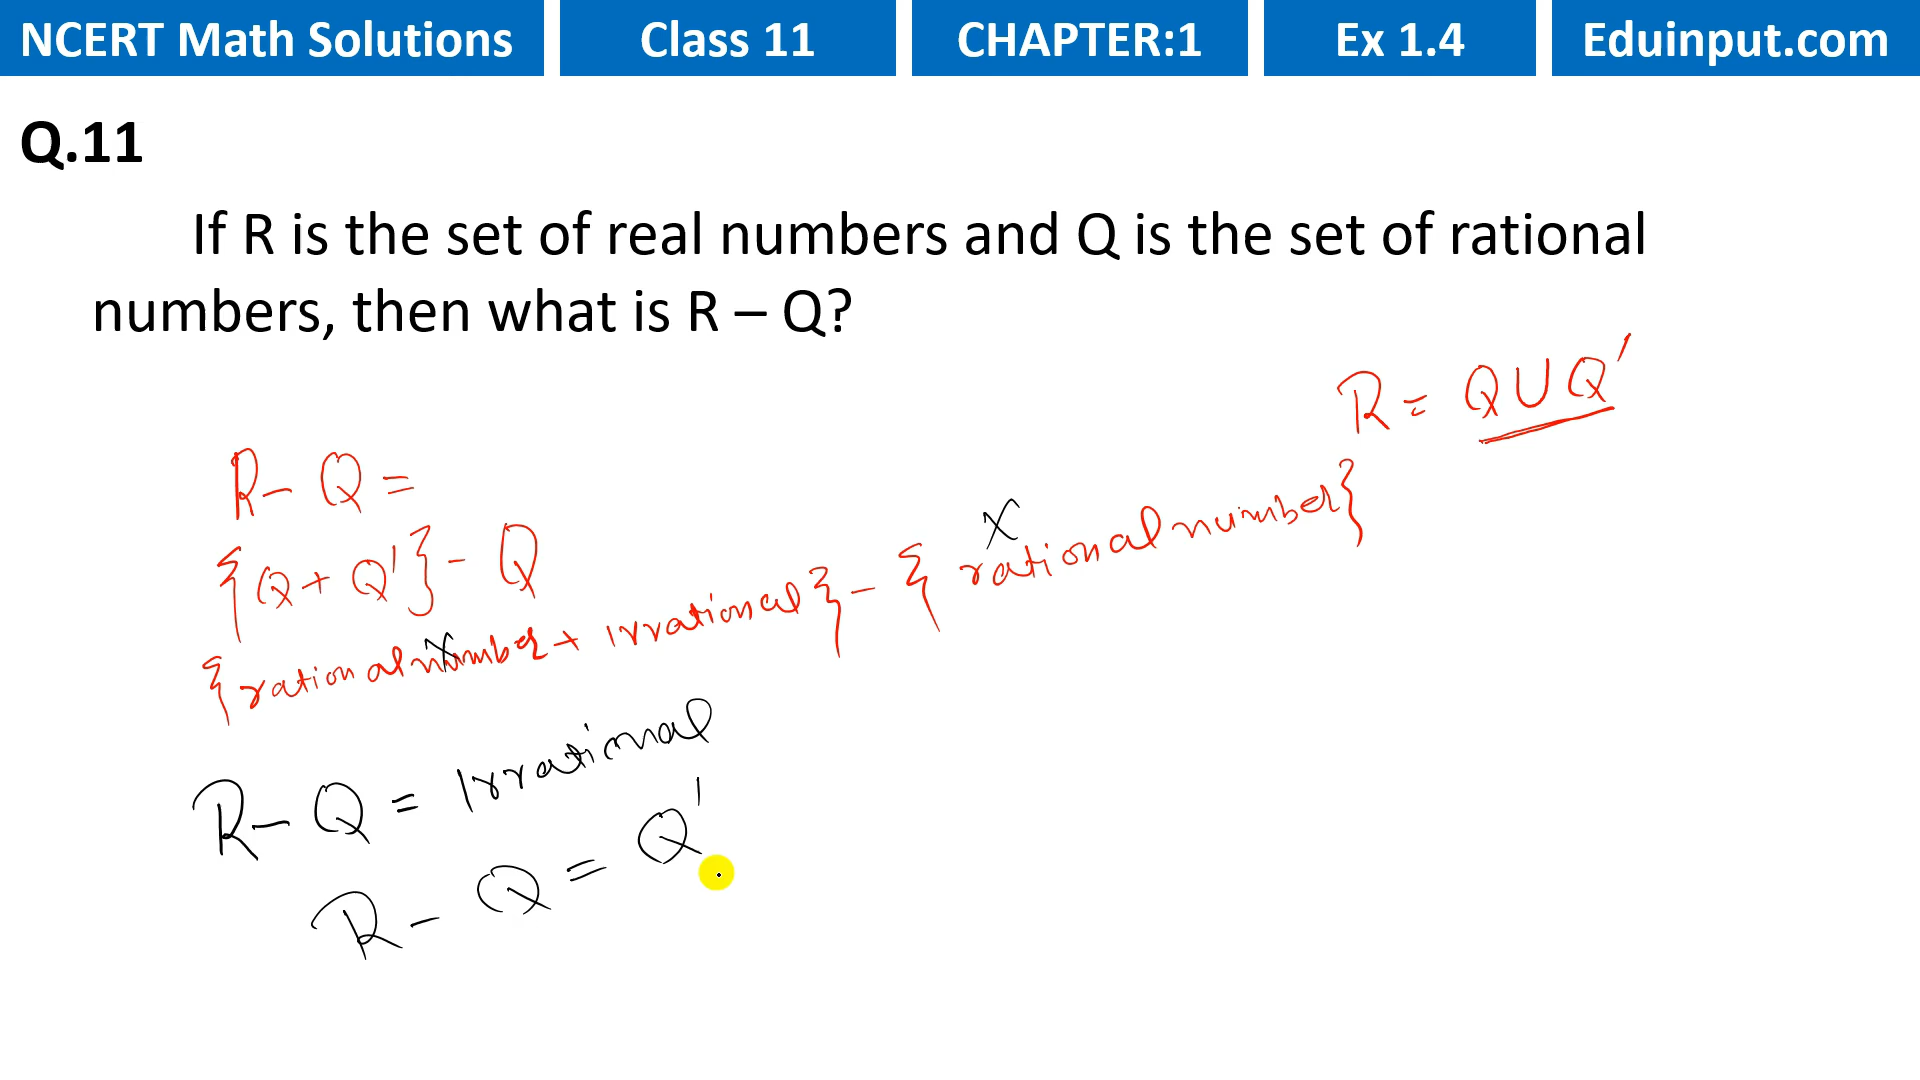 NCERT Math Solutions Class 11 CHAPTER:1 Ex 1.4 Eduinput.com
Q.11
If R is the set of real numbers and Q is the set of rational
numbers, then what is R – Q?
R = Q U Q'
R - Q =
{Q + Q'} - Q
{rational number + irrational} - {rational number}
x
x
R - Q = irrational
R - Q = Q'